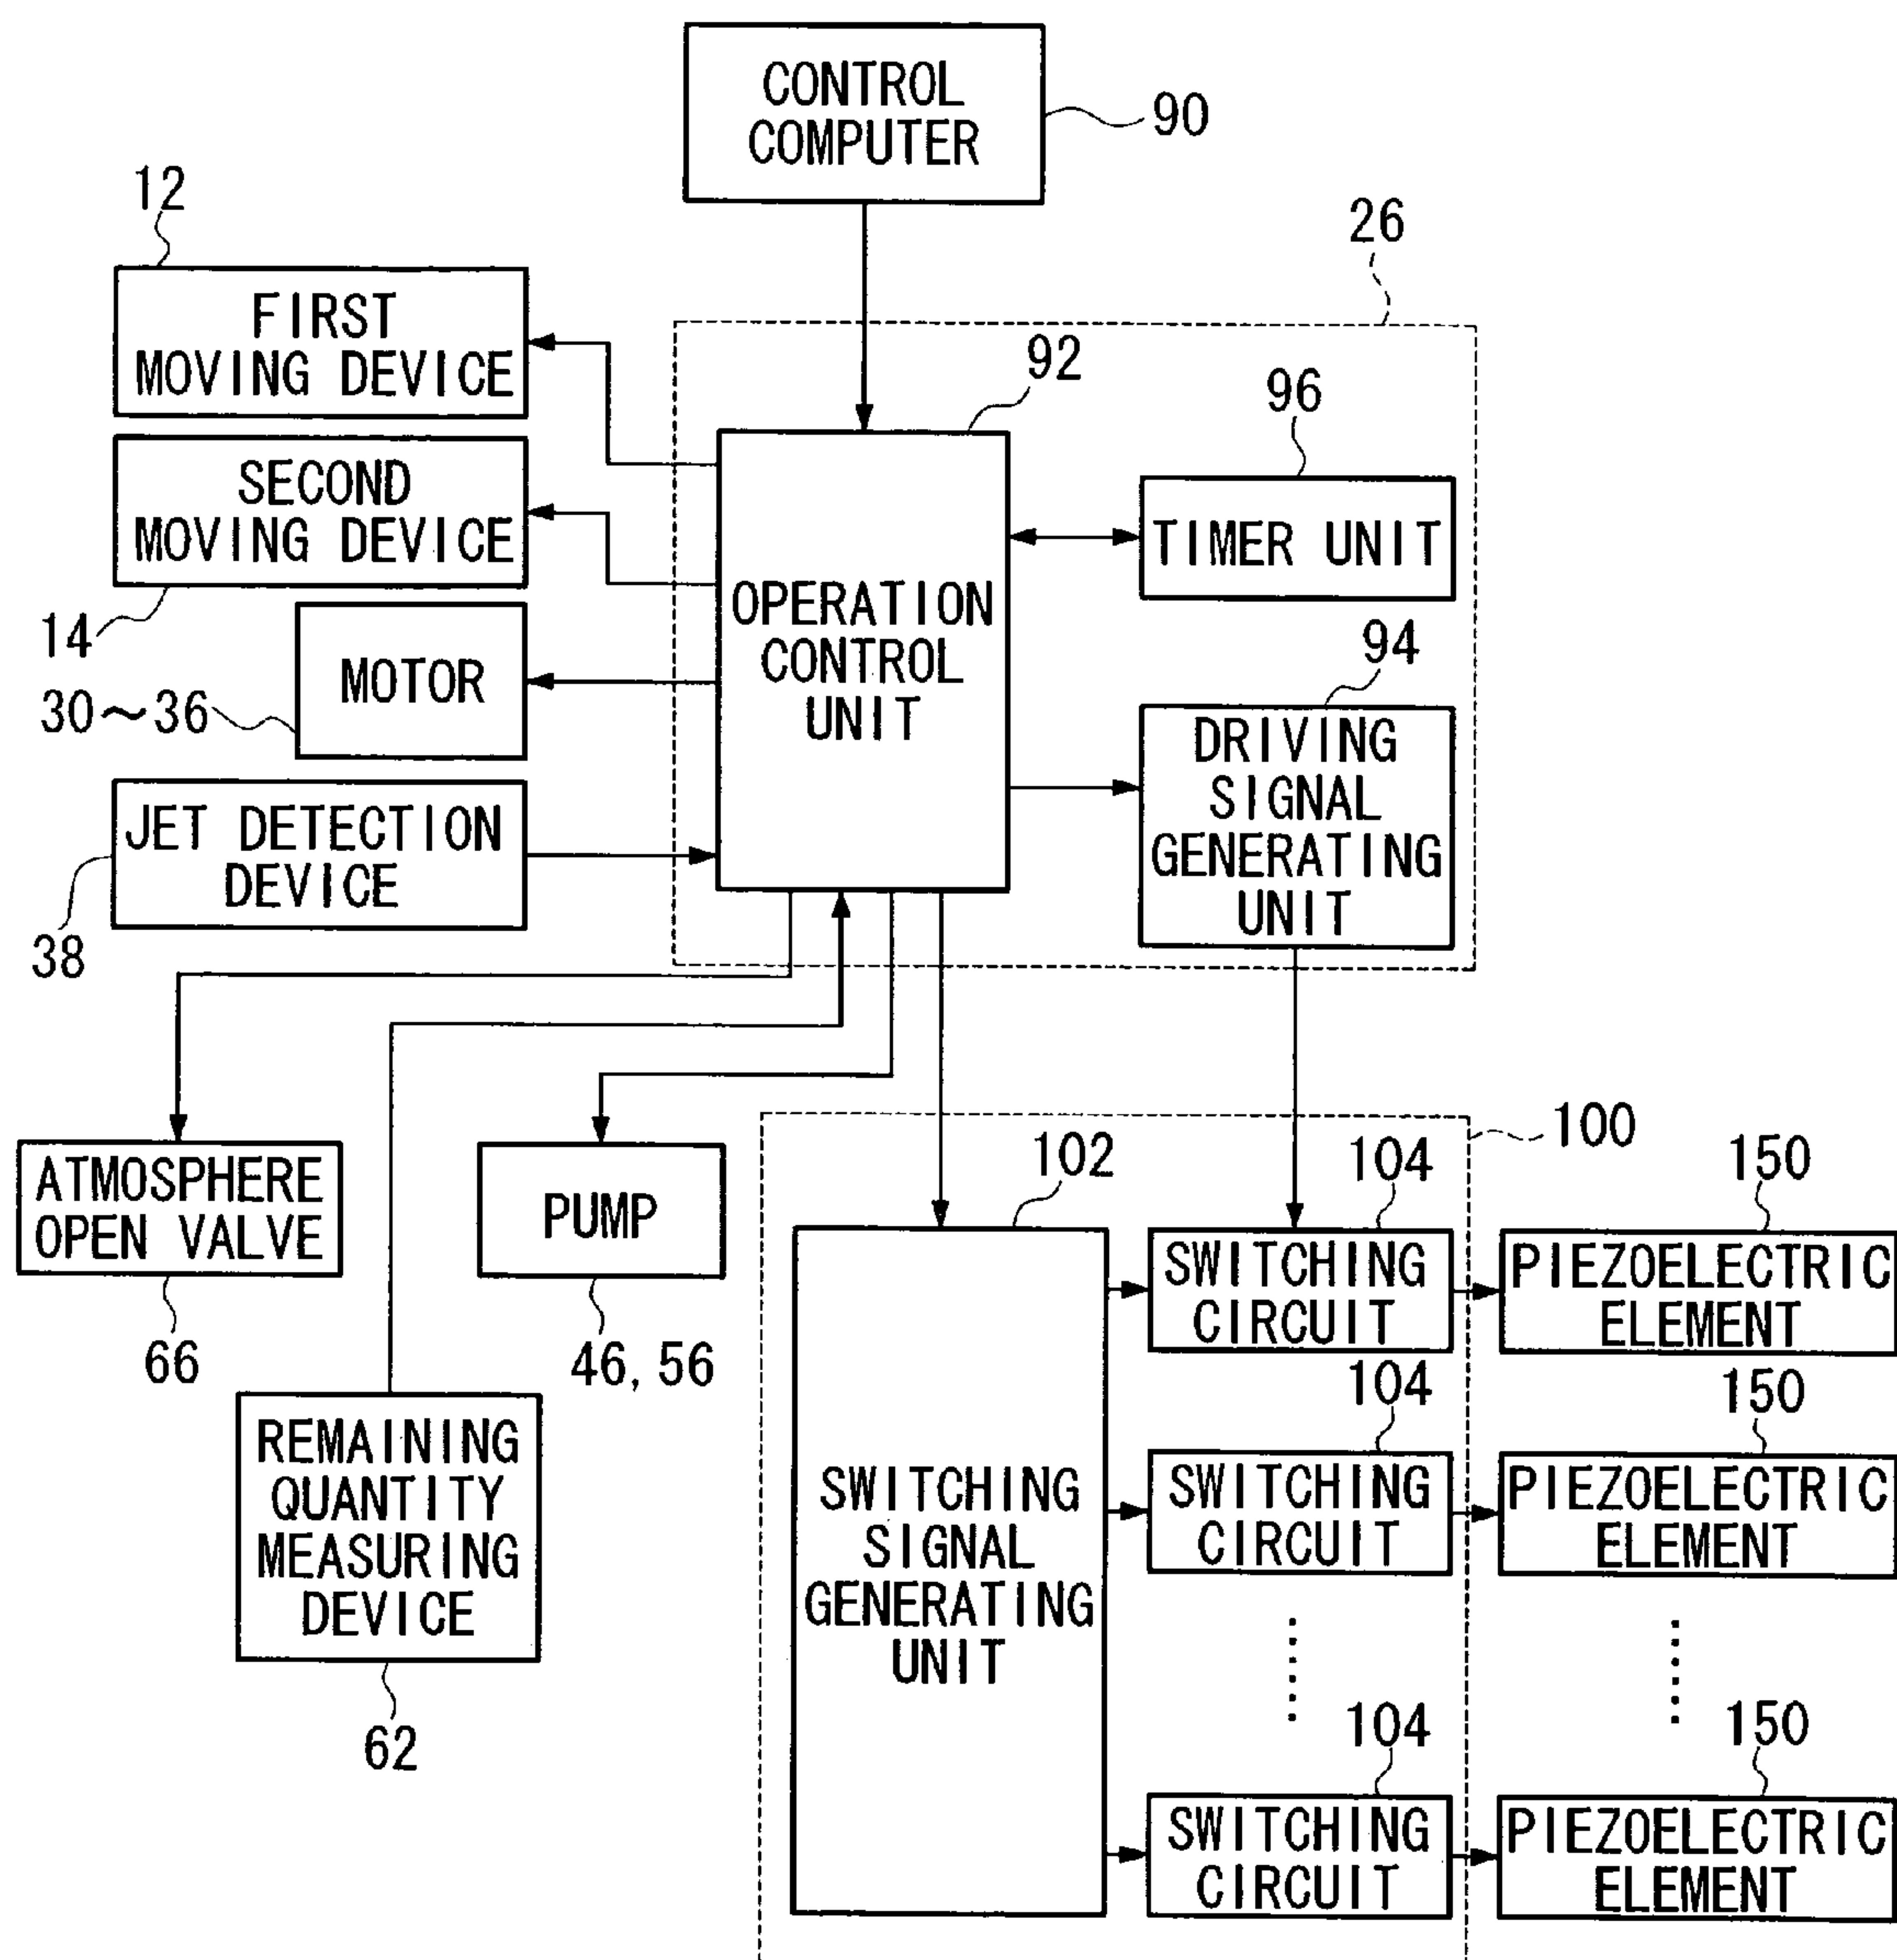 CONTROL
COMPUTER
90
12
26
FIRST
MOVING DEVICE
92
96
SECOND
MOVING DEVICE
TIMER UNIT
14
OPERATION
CONTROL
UNIT
94
MOTOR
30～36
DRIVING
SIGNAL
GENERATING
UNIT
JET DETECTION
DEVICE
38
100
102
104
150
ATMOSPHERE
OPEN VALVE
PUMP
SWITCHING
CIRCUIT
PIEZOELECTRIC
ELEMENT
66
46, 56
104
150
REMAINING
QUANTITY
MEASURING
DEVICE
SWITCHING
SIGNAL
GENERATING
UNIT
SWITCHING
CIRCUIT
PIEZOELECTRIC
ELEMENT
62
104
150
SWITCHING
CIRCUIT
PIEZOELECTRIC
ELEMENT